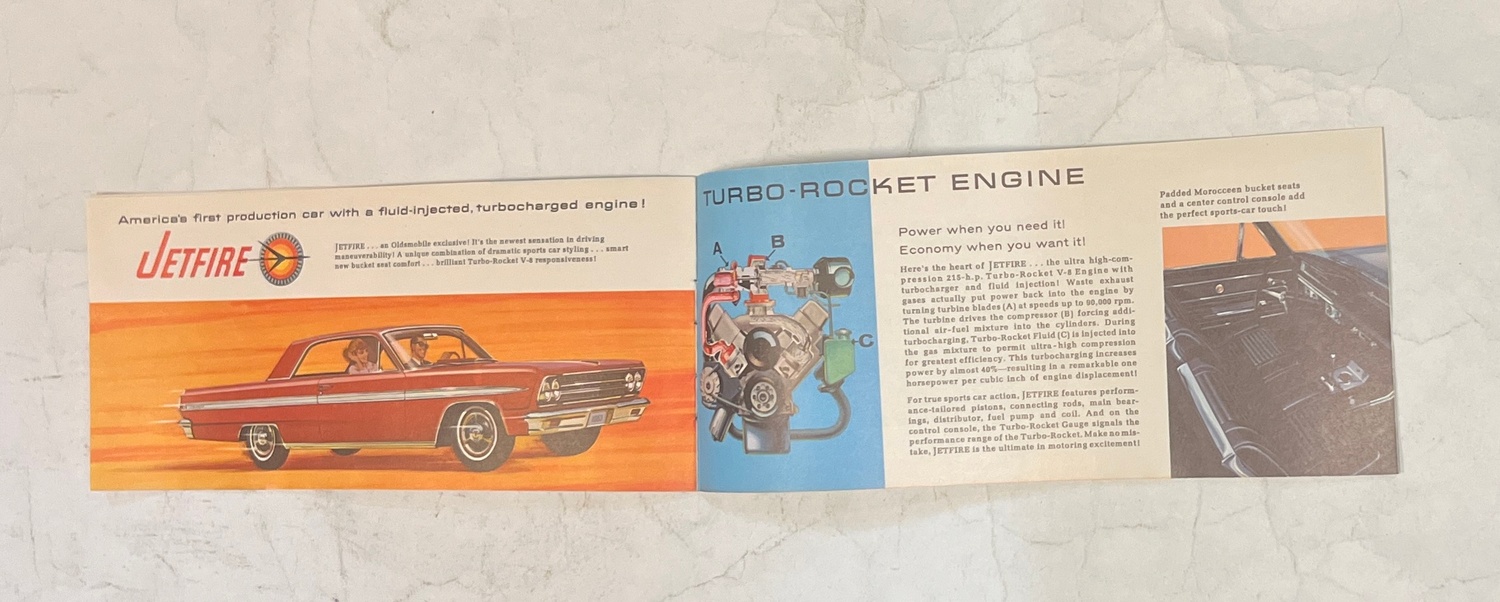 America's first production car with a fluid-injected, turbocharged engine!
JETFIRE
JETFIRE . . . an Oldsmobile exclusive! It's the newest sensation in driving
maneuverability! A unique combination of dramatic sports car styling . . . smart
new bucket seat comfort . . . brilliant Turbo-Rocket V-8 responsiveness!
TURBO-ROCKET ENGINE
A
B
C
Power when you need it!
Economy when you want it!
Here's the heart of JETFIRE . . . the ultra high-com-
pression 215-h.p. Turbo-Rocket V-8 Engine with
turbocharger and fluid injection! Waste exhaust
gases actually put power back into the engine by
turning turbine blades (A) at speeds up to 90,000 rpm.
The turbine drives the compressor (B) forcing addi-
tional air-fuel mixture into the cylinders. During
turbocharging, Turbo-Rocket Fluid (C) is injected into
the gas mixture to permit ultra-high compression
for greatest efficiency. This turbocharging increases
power by almost 40%—resulting in a remarkable one
horsepower per cubic inch of engine displacement!
For true sports car action, JETFIRE features perform-
ance-tailored pistons, connecting rods, main bear-
ings, distributor, fuel pump and coil. And on the
control console, the Turbo-Rocket Gauge signals the
performance range of the Turbo-Rocket. Make no mis-
take, JETFIRE is the ultimate in motoring excitement!
Padded Morocceen bucket seats
and a center control console add
the perfect sports-car touch!